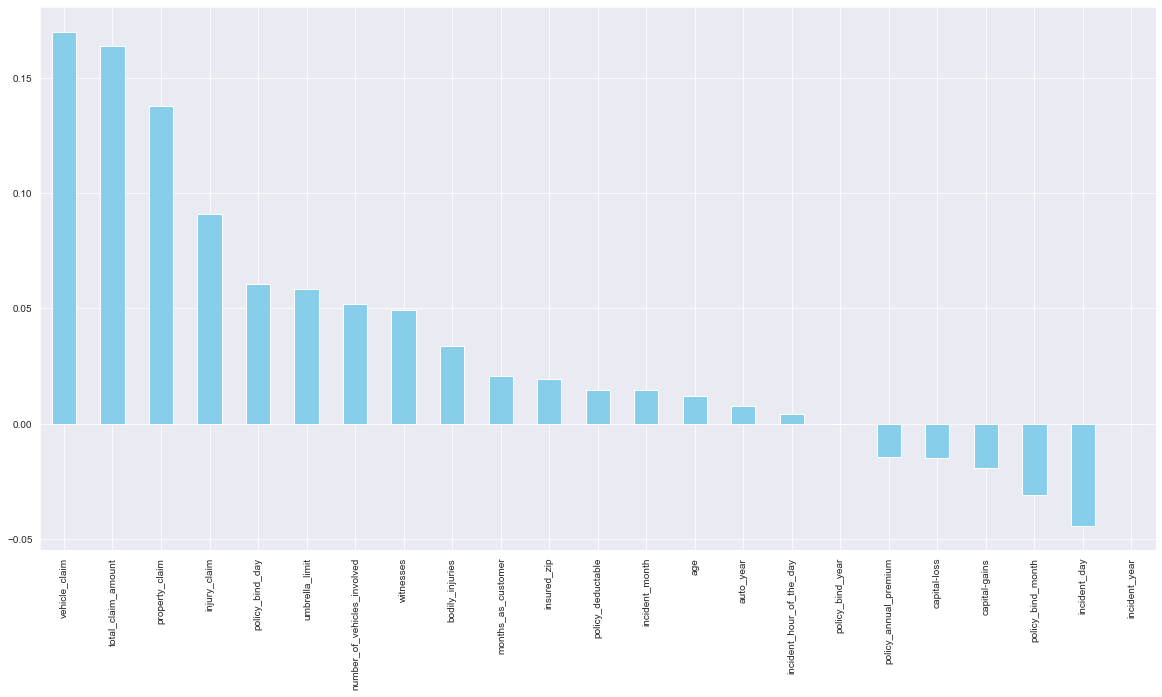 0.15
0.10
0.05
0.00
−0.05
vehicle_claim
total_claim_amount
property_claim
injury_claim
policy_bind_day
umbrella_limit
number_of_vehicles_involved
witnesses
bodily_injuries
months_as_customer
insured_zip
policy_deductable
incident_month
age
auto_year
incident_hour_of_the_day
policy_bind_year
policy_annual_premium
capital-loss
capital-gains
policy_bind_month
incident_day
incident_year